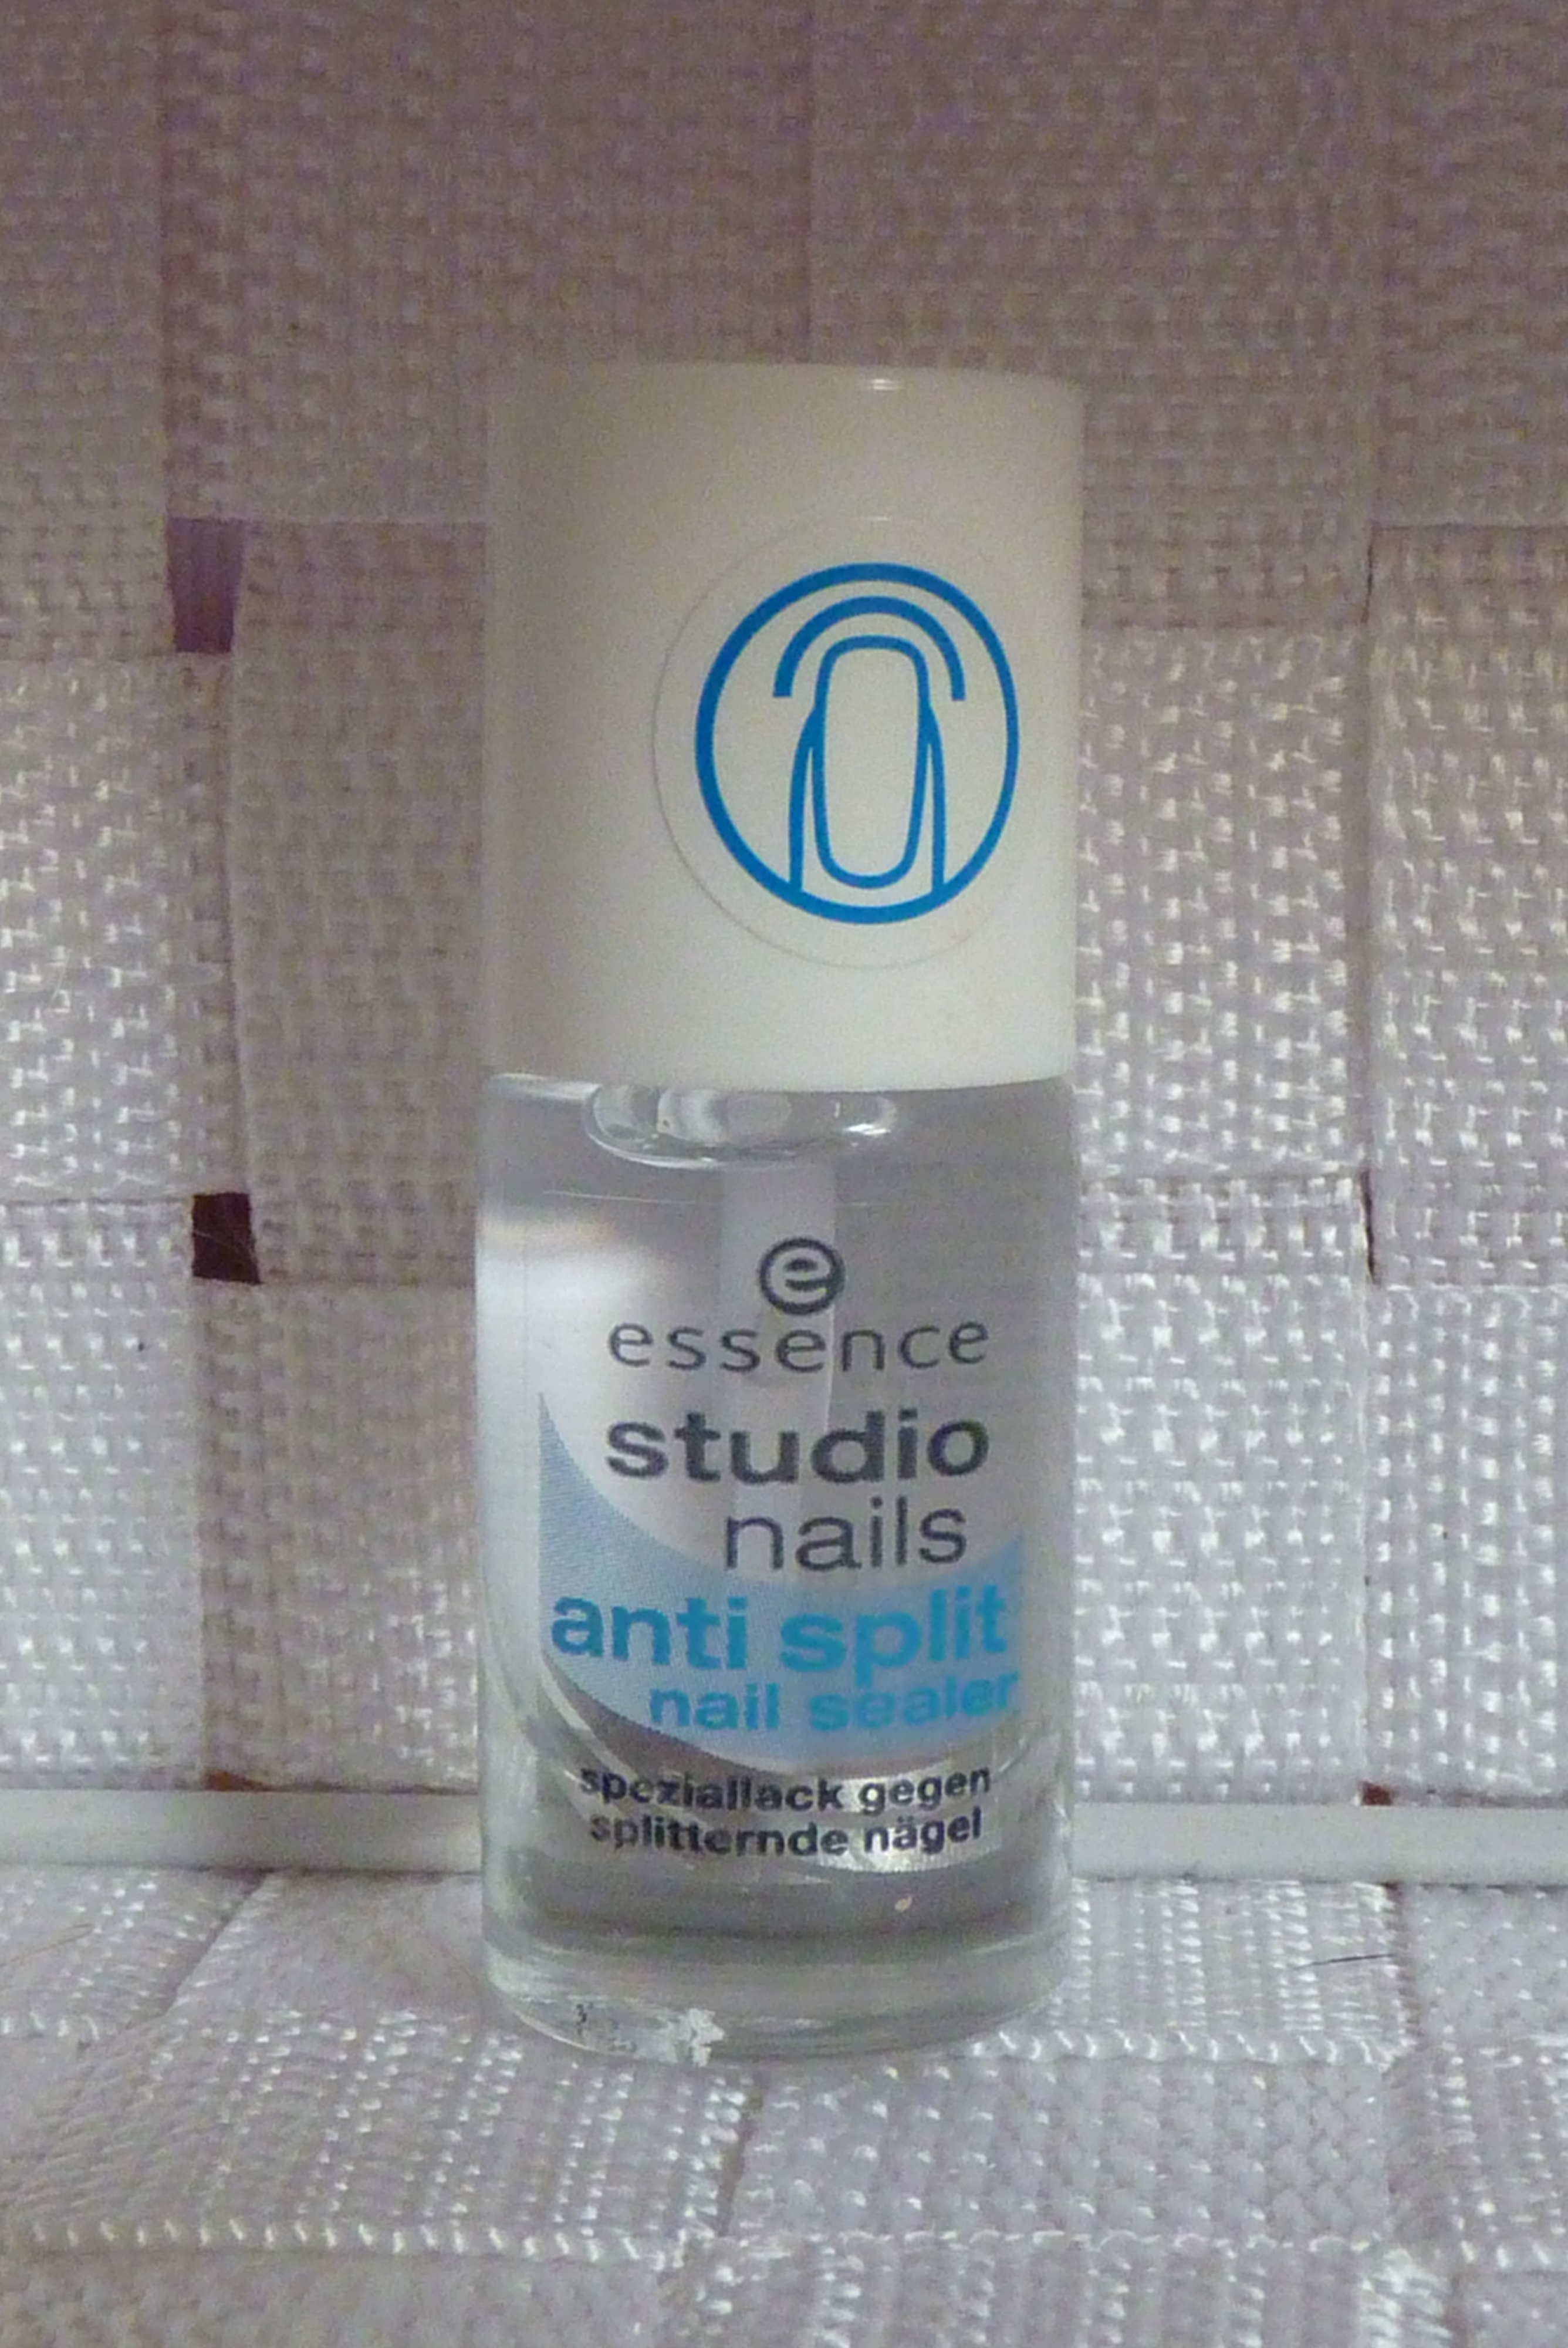 e
essence
studio
nails
anti split
nail sealer
speziallack gegen
splitternde nägel